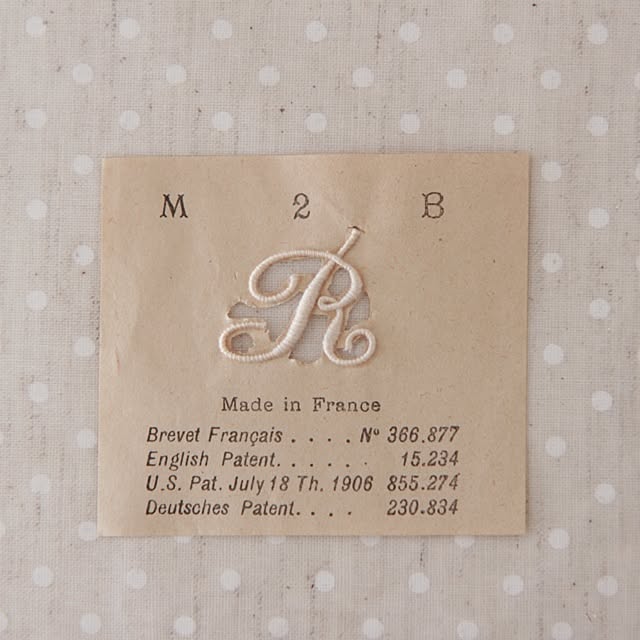 M 2 B
R
Made in France
Brevet Français . . . . Nº 366.877
English Patent. . . . . . . 15.234
U.S. Pat. July 18 Th. 1906 855.274
Deutsches Patent. . . . 230.834